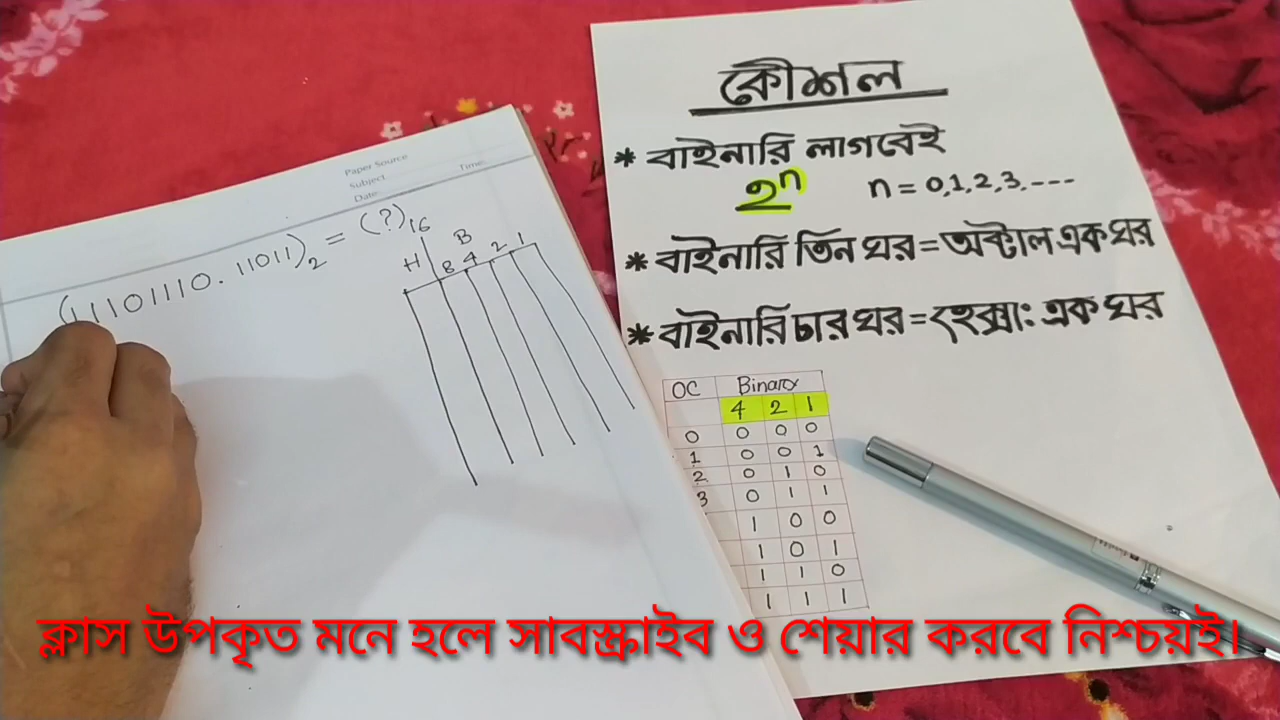 Paper Source
Subject
Date:
Time:
(11101110.11011)₂ = (?)₁₆
H B
8 4 2 1
কৌশল
* বাইনারি লাগবেই
2ⁿ n = 0,1,2,3,----
* বাইনারি তিন ঘর = অক্টাল এক ঘর
* বাইনারি চার ঘর = হেক্সাঃ এক ঘর
OC Binary
4 2 1
0 0 0 0
1 0 0 1
2 0 1 0
3 0 1 1
1 0 0
1 0 1
1 1 0
1 1 1
ক্লাস উপকৃত মনে হলে সাবস্ক্রাইব ও শেয়ার করবে নিশ্চয়ই।